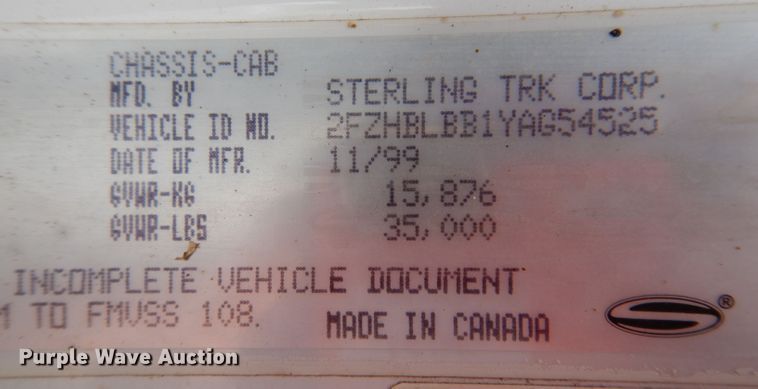 CHASSIS-CAB
MFD. BY STERLING TRK CORP.
VEHICLE ID NO. 2FZHBLBB1YAG54525
DATE OF MFR. 11/99
GVWR-KG 15,876
GVWR-LBS 35,000
INCOMPLETE VEHICLE DOCUMENT
TO FMVSS 108. MADE IN CANADA
®
Purple Wave Auction